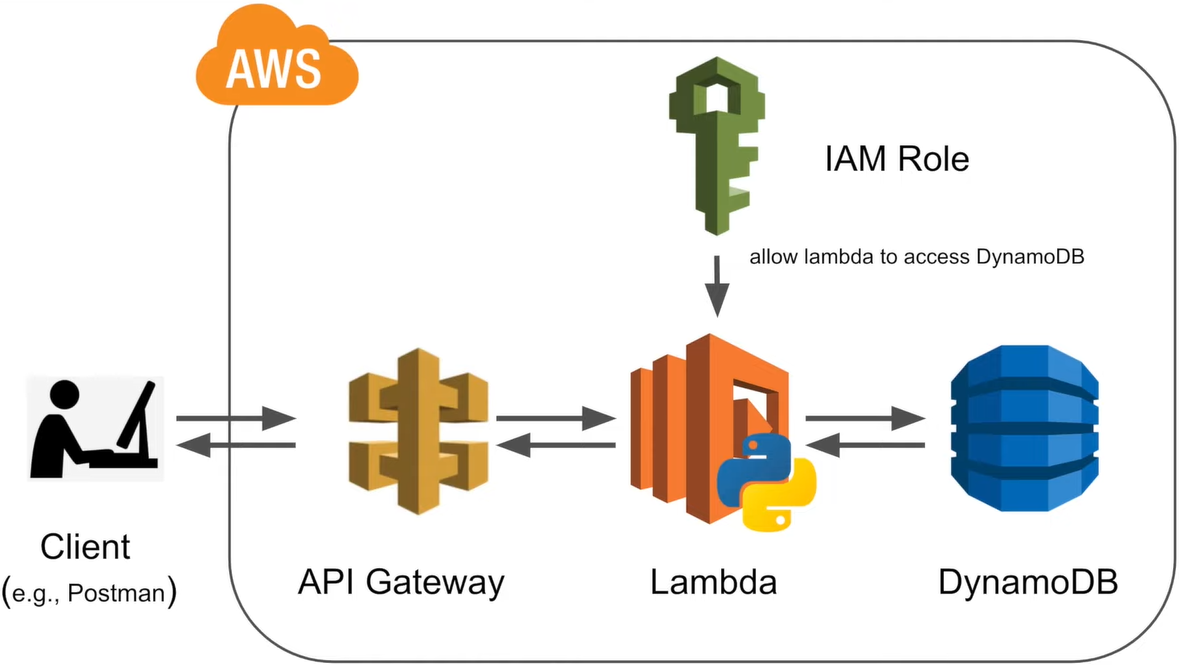 AWS
IAM Role
allow lambda to access DynamoDB
Client
(e.g., Postman)
API Gateway
Lambda
DynamoDB